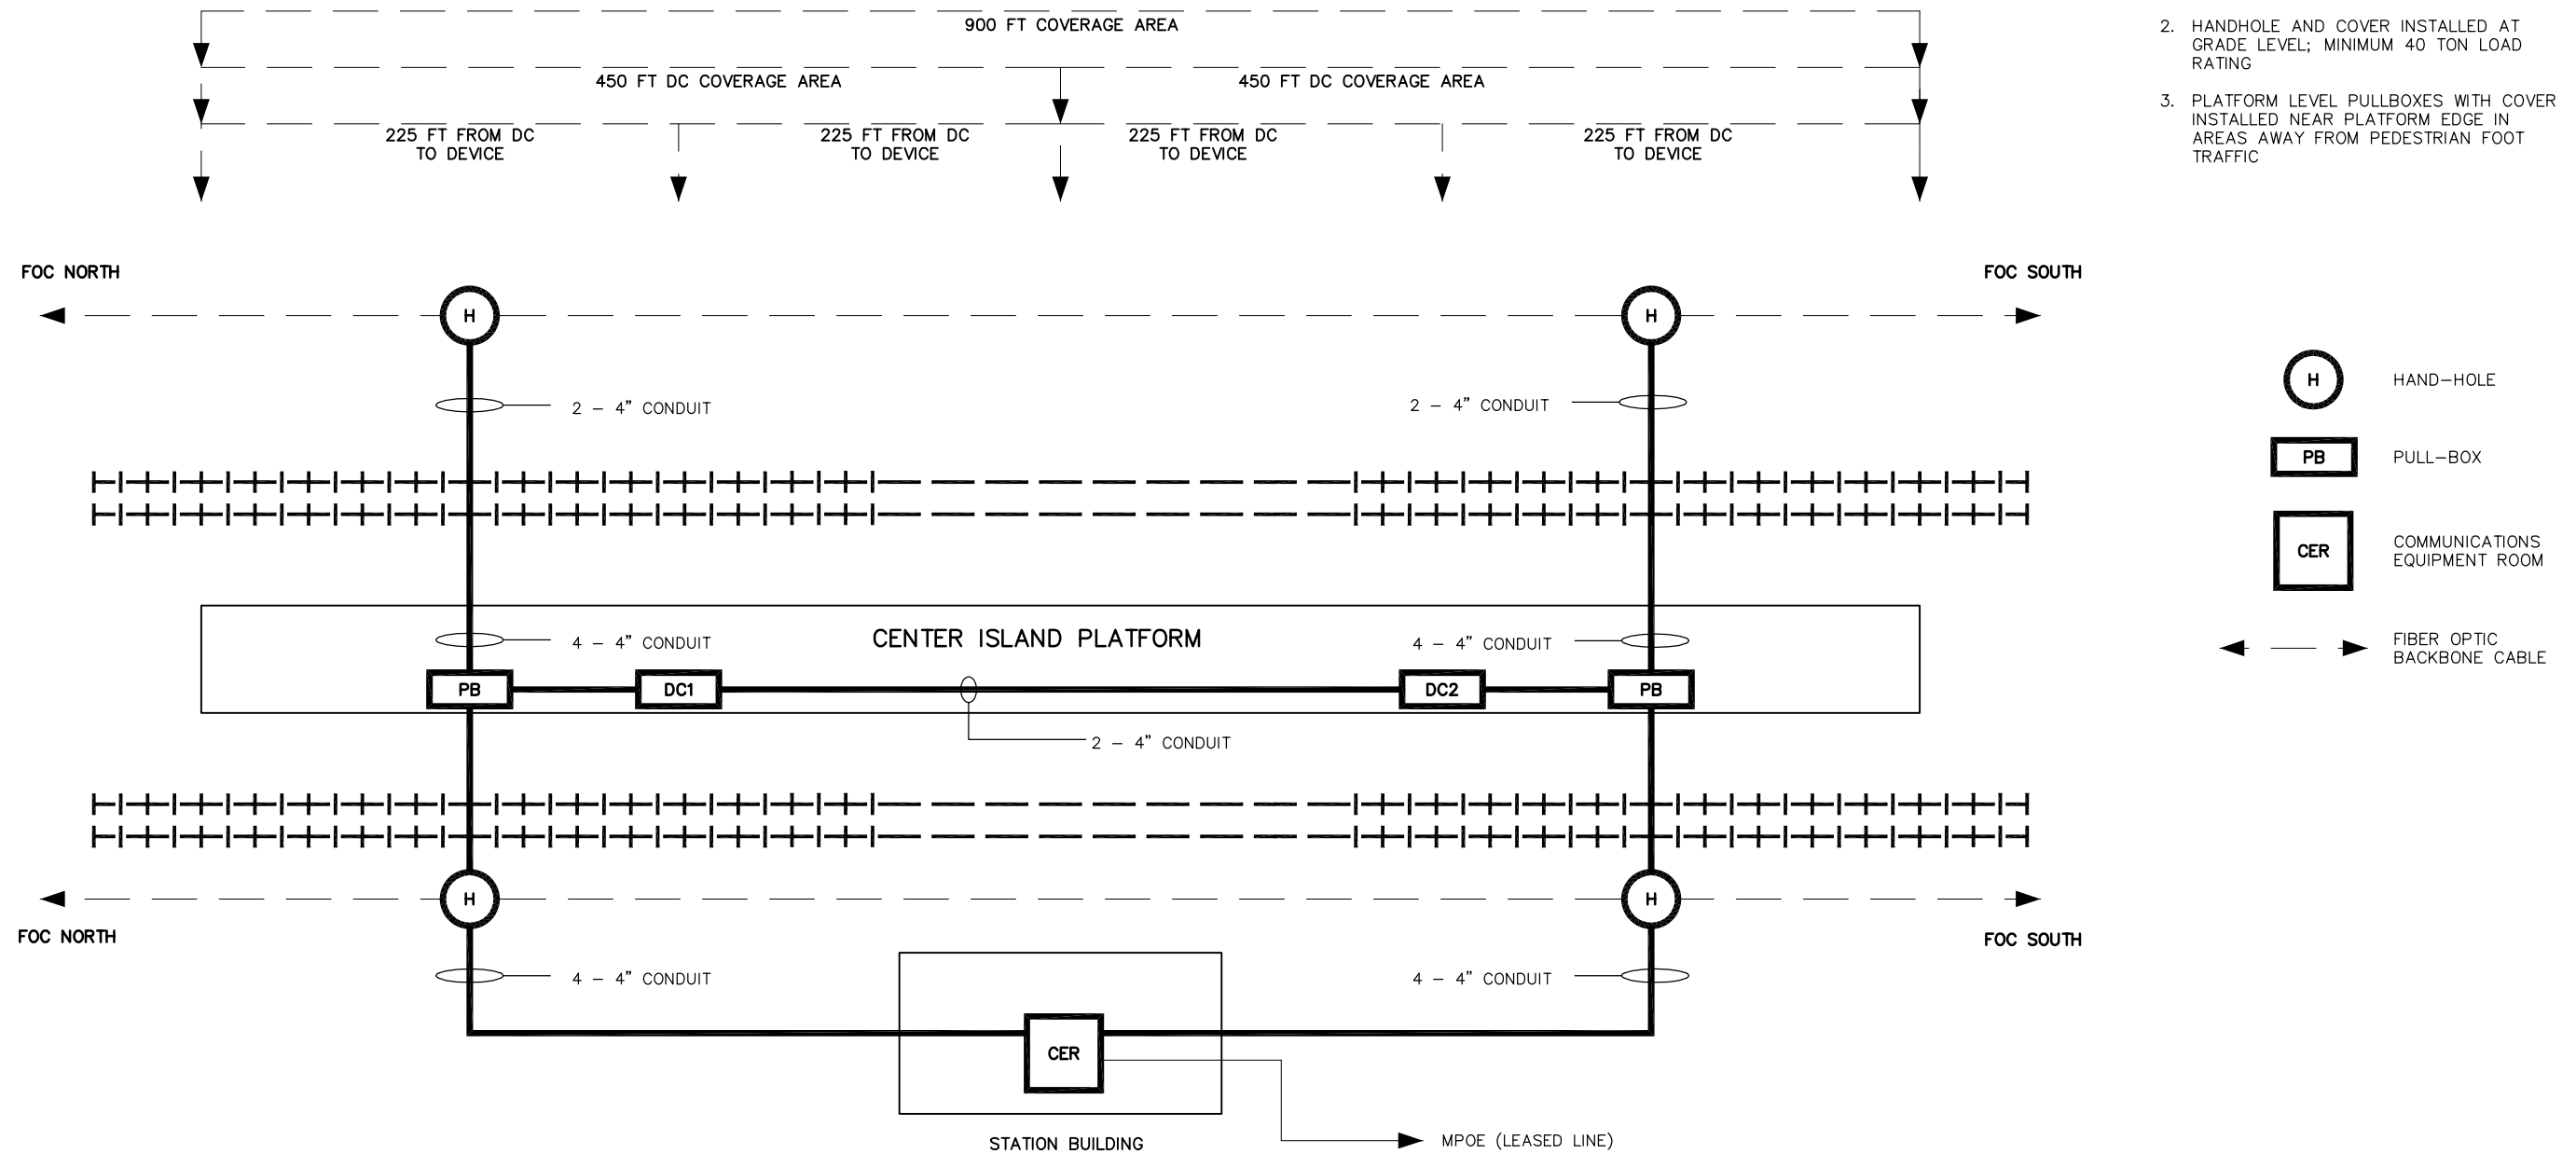 900 FT COVERAGE AREA
450 FT DC COVERAGE AREA
450 FT DC COVERAGE AREA
225 FT FROM DC
TO DEVICE
225 FT FROM DC
TO DEVICE
225 FT FROM DC
TO DEVICE
225 FT FROM DC
TO DEVICE
2. HANDHOLE AND COVER INSTALLED AT
GRADE LEVEL; MINIMUM 40 TON LOAD
RATING
3. PLATFORM LEVEL PULLBOXES WITH COVER
INSTALLED NEAR PLATFORM EDGE IN
AREAS AWAY FROM PEDESTRIAN FOOT
TRAFFIC
FOC NORTH
FOC SOUTH
H
H
2 – 4" CONDUIT
2 – 4" CONDUIT
4 – 4" CONDUIT
CENTER ISLAND PLATFORM
4 – 4" CONDUIT
PB
DC1
DC2
PB
2 – 4" CONDUIT
H
H
FOC NORTH
FOC SOUTH
4 – 4" CONDUIT
4 – 4" CONDUIT
CER
STATION BUILDING
MPOE (LEASED LINE)
H
HAND–HOLE
PB
PULL–BOX
CER
COMMUNICATIONS
EQUIPMENT ROOM
FIBER OPTIC
BACKBONE CABLE